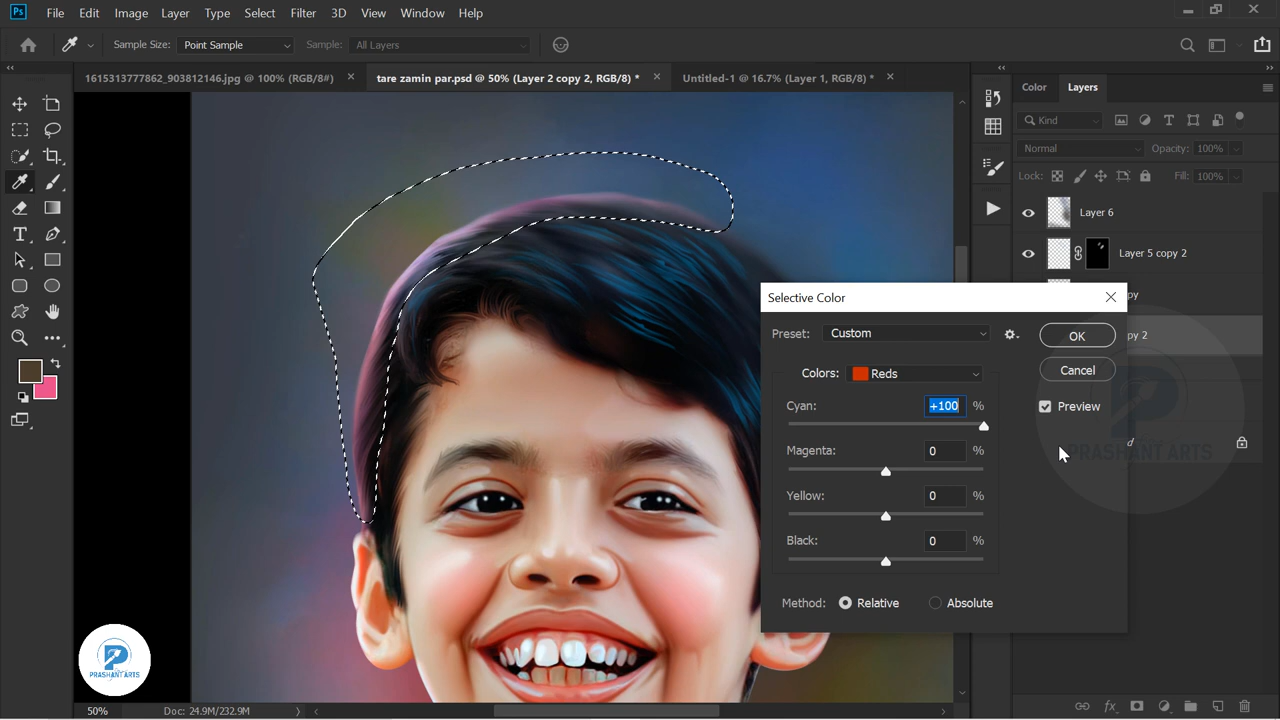 Ps File Edit Image Layer Type Select Filter 3D View Window Help
Sample Size: Point Sample Sample: All Layers
1615313777862_903812146.jpg @ 100% (RGB/8#) tare zamin par.psd @ 50% (Layer 2 copy 2, RGB/8) * Untitled-1 @ 16.7% (Layer 1, RGB/8) *
Color Layers
Kind
Normal Opacity: 100%
Lock: Fill: 100%
Layer 6
Layer 5 copy 2
py
py 2
d
Selective Color
Preset: Custom
OK
Colors: Reds
Cancel
Cyan: +100 %
Preview
Magenta: 0 %
Yellow: 0 %
Black: 0 %
Method: Relative Absolute
PRASHANT ARTS
PRASHANT ARTS
50% Doc: 24.9M/232.9M